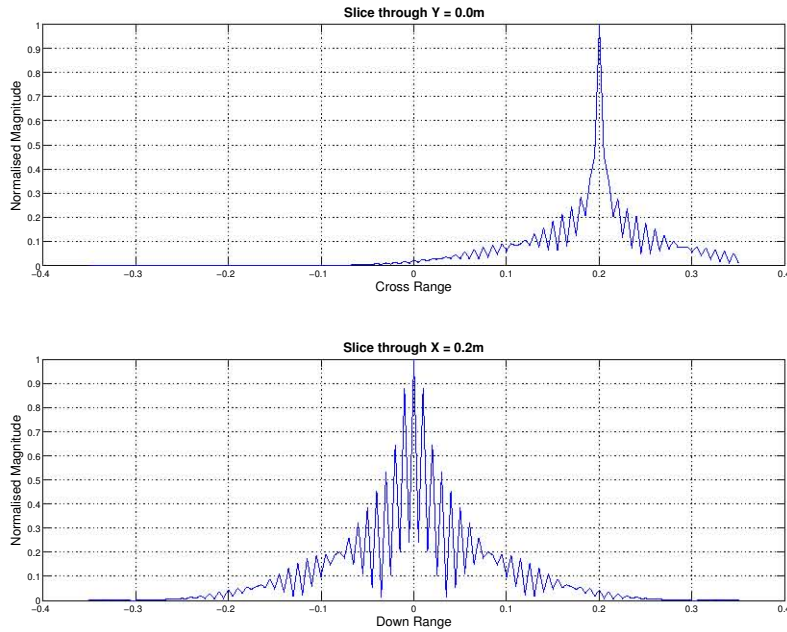 Slice through Y = 0.0m
1
0.9
0.8
0.7
0.6
0.5
0.4
0.3
0.2
0.1
0
Normalised Magnitude
−0.4 −0.3 −0.2 −0.1 0 0.1 0.2 0.3 0.4
Cross Range
Slice through X = 0.2m
1
0.9
0.8
0.7
0.6
0.5
0.4
0.3
0.2
0.1
0
Normalised Magnitude
−0.4 −0.3 −0.2 −0.1 0 0.1 0.2 0.3 0.4
Down Range